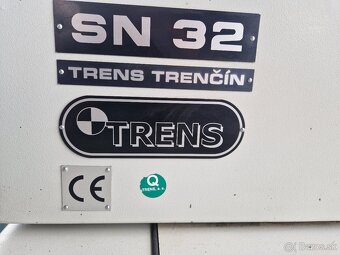 SN 32
TRENS TRENČÍN
TRENS
CE
Q
TRENS, a. s.
©Bazos.sk